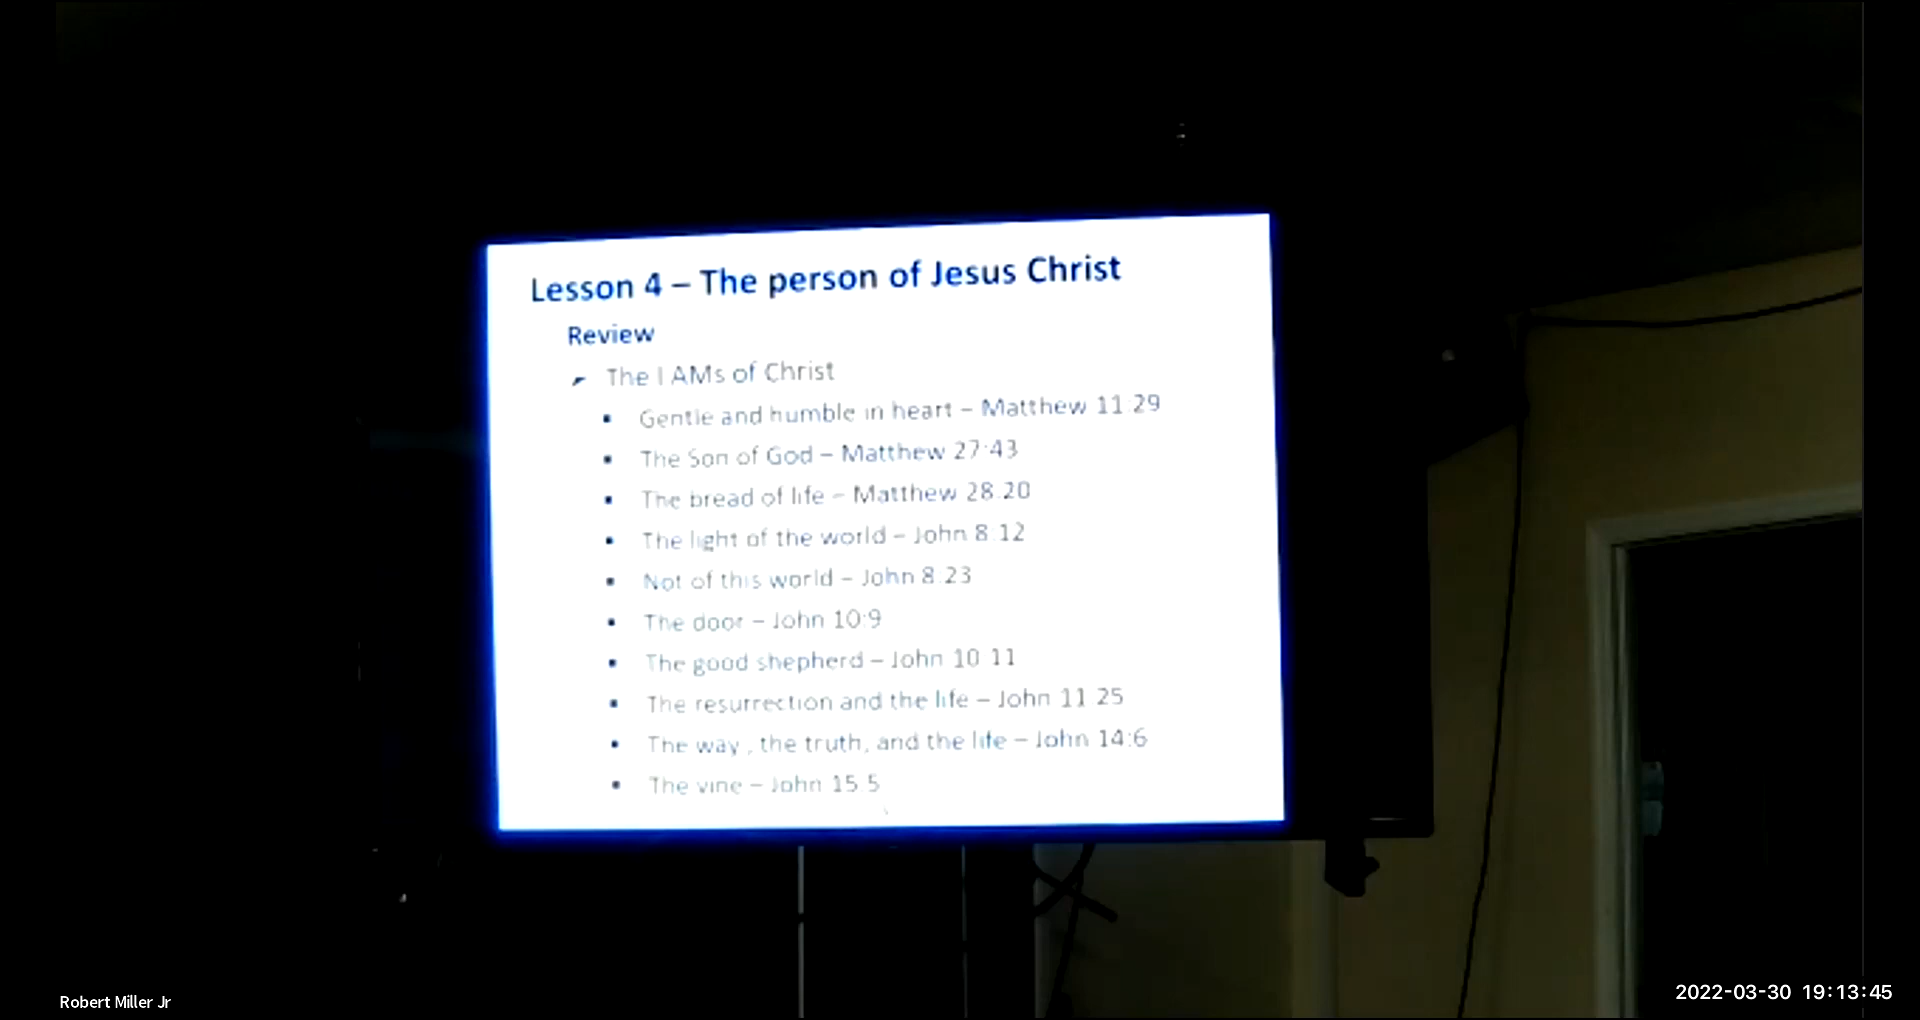 Lesson 4 – The person of Jesus Christ
Review
The I AMs of Christ
Gentle and humble in heart – Matthew 11:29
The Son of God – Matthew 27:43
The bread of life – Matthew 28:20
The light of the world – John 8:12
Not of this world – John 8:23
The door – John 10:9
The good shepherd – John 10:11
The resurrection and the life – John 11:25
The way , the truth, and the life – John 14:6
The vine – John 15:5
Robert Miller Jr
2022-03-30 19:13:45